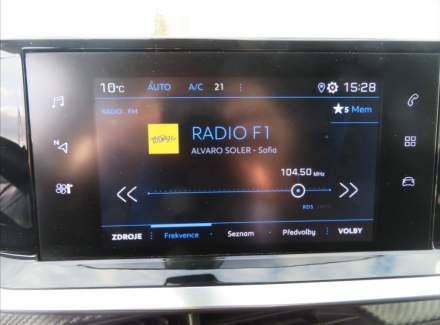 10°C AUTO A/C 21 15:28
RADIO FM
★5 Mem
RADIO F1
ALVARO SOLER - Sofia
104.50 MHz
RDS
ZDROJE Frekvence Seznam Předvolby VOLBY
N